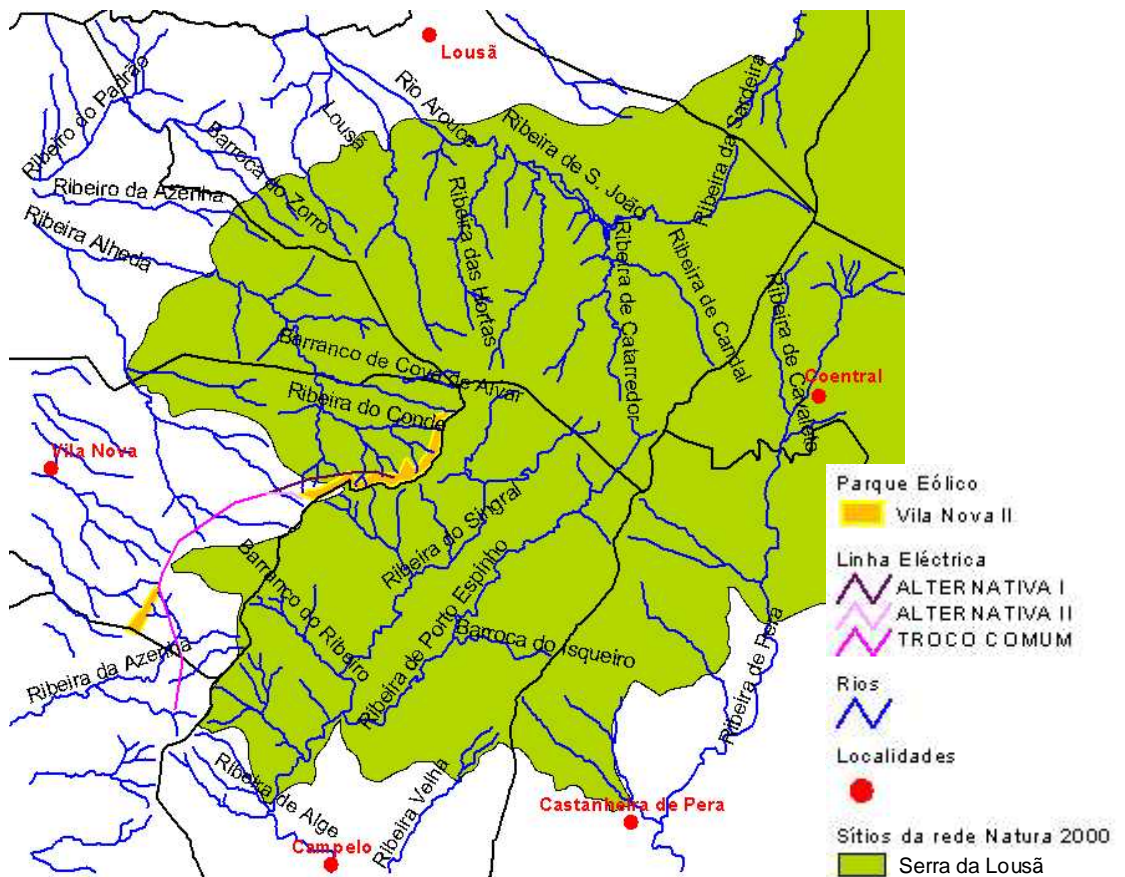 Lousã
Ribeiro do Padrão
Rio Arouce
Ribeira da Sardeira
Lousã
Barroca do Zorro
Ribeira de S. João
Ribeiro da Azenha
Ribeira Alheda
Ribeira das Hortas
Ribeira de Catarredor
Ribeira de Candal
Ribeira de Cavalete
Barranco de Cova de Alvar
Coentral
Ribeira do Conde
Vila Nova
Ribeira do Singral
Barranco do Ribeiro
Ribeira de Porto Espinho
Barroca do Isqueiro
Ribeira de Pera
Ribeira da Azenha
Ribeira de Alge
Ribeira Velha
Castanheira de Pera
Campelo
Parque Eólico
Vila Nova II
Linha Eléctrica
ALTERNATIVA I
ALTERNATIVA II
TROCO COMUM
Rios
Localidades
Sítios da rede Natura 2000
Serra da Lousã